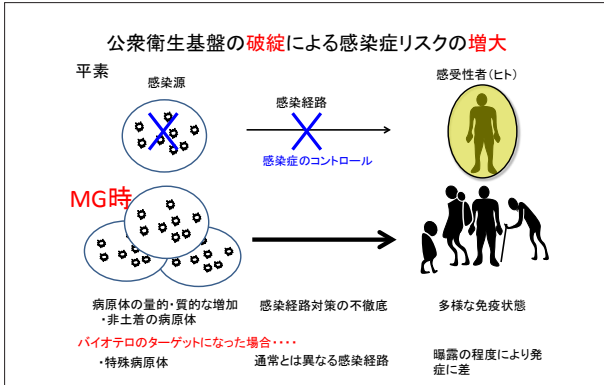 公衆衛生基盤の破綻による感染症リスクの増大
平素
感染源
感染経路
感受性者(ヒト)
感染症のコントロール
MG時
病原体の量的・質的な増加
・非土着の病原体
感染経路対策の不徹底
多様な免疫状態
バイオテロのターゲットになった場合・・・・
・特殊病原体
通常とは異なる感染経路
曝露の程度により発
症に差